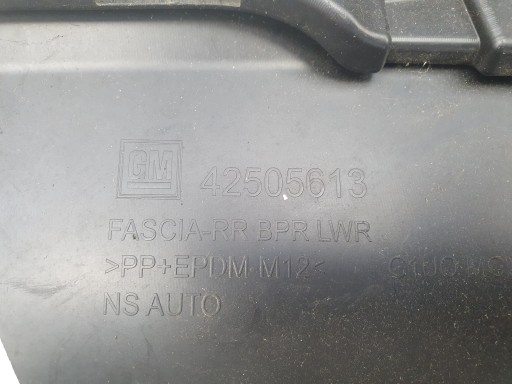 GM 42505613
FASCIA-RR BPR LWR
>PP+EPDM M12<
NS AUTO